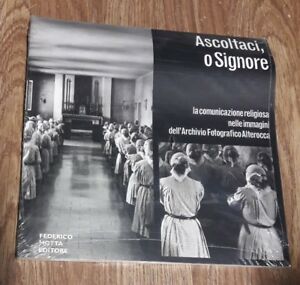 Ascoltaci,
o Signore
la comunicazione religiosa
nelle immagini
dell'Archivio Fotografico Alterocca
FEDERICO
MOTTA
EDITORE